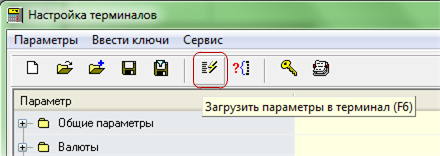 Настройка терминалов
Параметры Ввести ключи Сервис
Параметр
Загрузить параметры в терминал (F6)
Общие параметры
Валюты